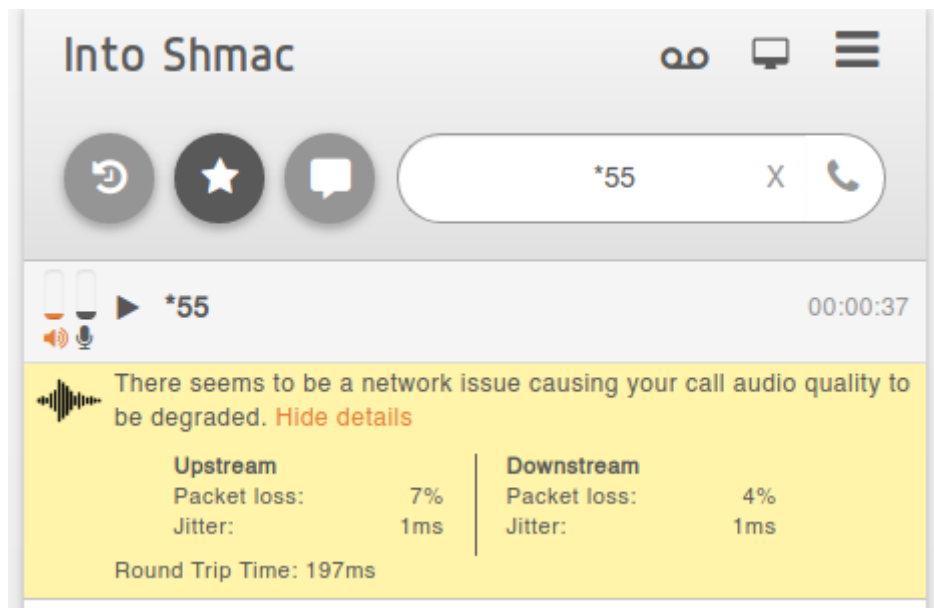 Into Shmac
*55 X
*55 00:00:37
There seems to be a network issue causing your call audio quality to
be degraded. Hide details
Upstream Downstream
Packet loss: 7% Packet loss: 4%
Jitter: 1ms Jitter: 1ms
Round Trip Time: 197ms